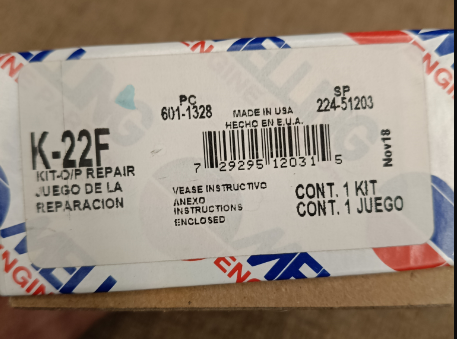 PC
601-1328
MADE IN USA
HECHO EN E.U.A.
SP
224-51203
K-22F
KIT-O/P REPAIR
JUEGO DE LA
REPARACION
7 29295 12031 5
Nov18
VEASE INSTRUCTIVO
ANEXO
INSTRUCTIONS
ENCLOSED
CONT. 1 KIT
CONT. 1 JUEGO